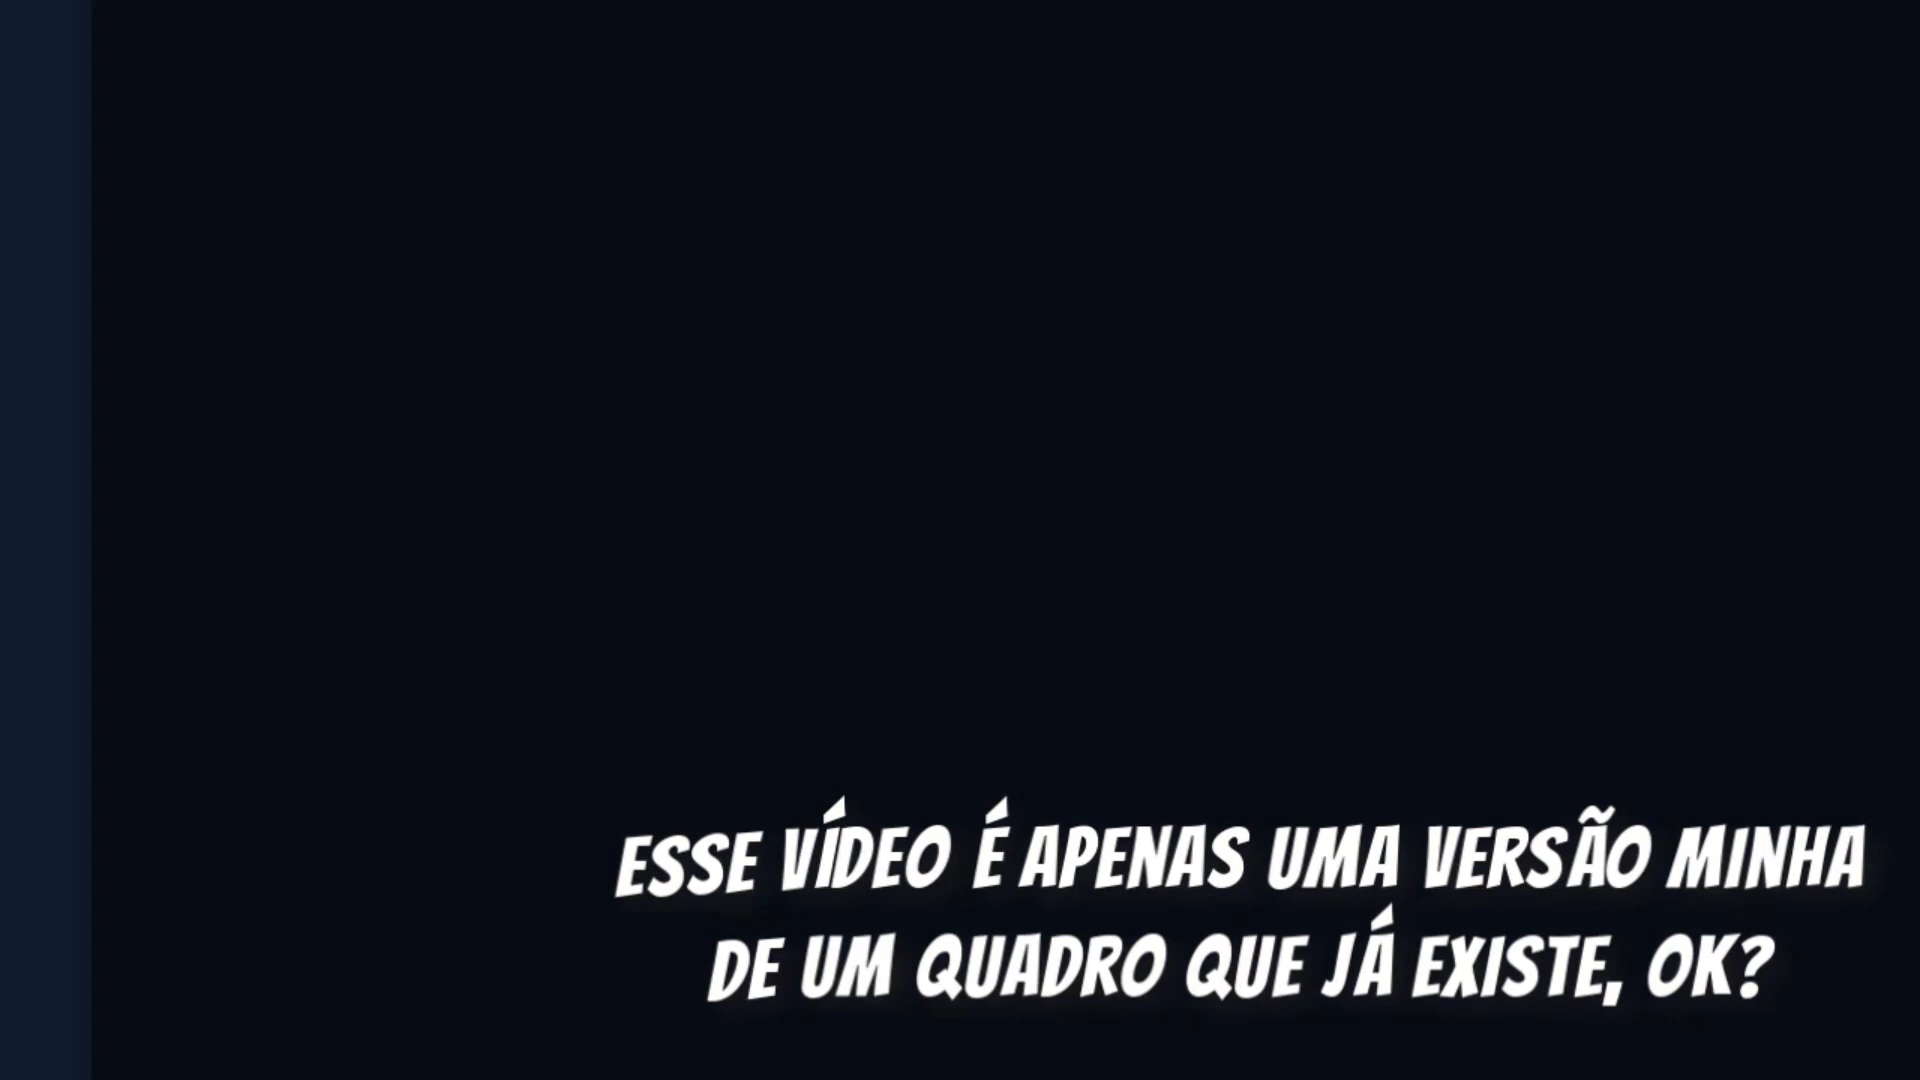 ESSE VÍDEO É APENAS UMA VERSÃO MINHA
DE UM QUADRO QUE JÁ EXISTE, OK?